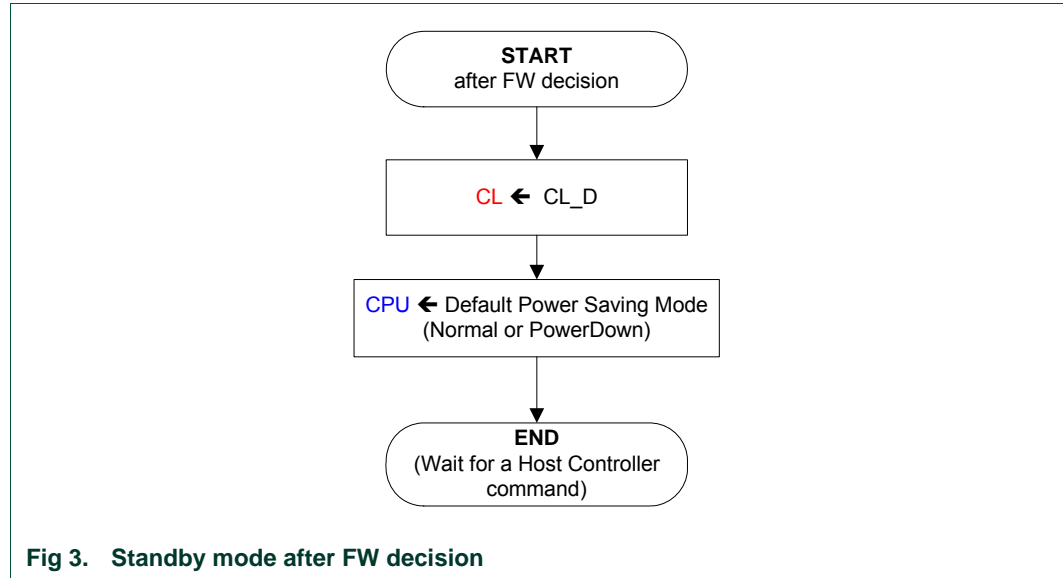 START
after FW decision
CL 🡸 CL_D
CPU 🡸 Default Power Saving Mode
(Normal or PowerDown)
END
(Wait for a Host Controller
command)
Fig 3. Standby mode after FW decision